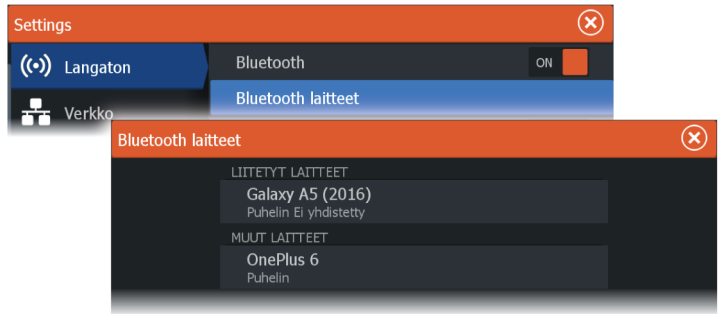 Settings
Langaton
Bluetooth
ON
Bluetooth laitteet
Verkko
Bluetooth laitteet
LIITETYT LAITTEET
Galaxy A5 (2016)
Puhelin Ei yhdistetty
MUUT LAITTEET
OnePlus 6
Puhelin